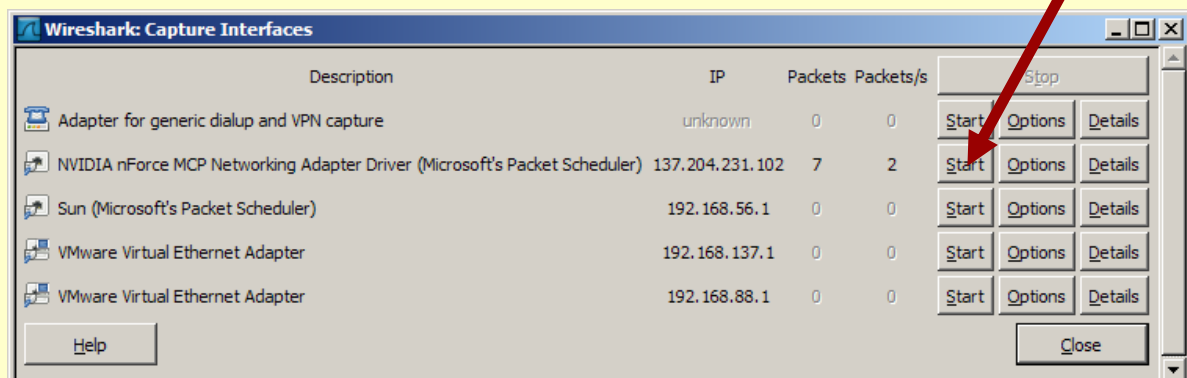 Wireshark: Capture Interfaces
Description IP Packets Packets/s Stop
Adapter for generic dialup and VPN capture unknown 0 0 Start Options Details
NVIDIA nForce MCP Networking Adapter Driver (Microsoft's Packet Scheduler) 137.204.231.102 7 2 Start Options Details
Sun (Microsoft's Packet Scheduler) 192.168.56.1 0 0 Start Options Details
VMware Virtual Ethernet Adapter 192.168.137.1 0 0 Start Options Details
VMware Virtual Ethernet Adapter 192.168.88.1 0 0 Start Options Details
Help Close